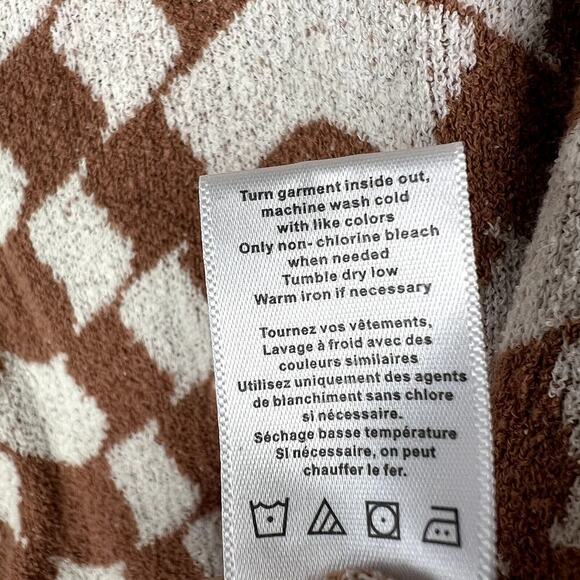 Turn garment inside out,
machine wash cold
with like colors
Only non- chlorine bleach
when needed
Tumble dry low
Warm iron if necessary
Tournez vos vêtements,
Lavage à froid avec des
couleurs similaires
Utilisez uniquement des agents
de blanchiment sans chlore
si nécessaire.
Séchage basse température
SI nécessaire, on peut
chauffer le fer.